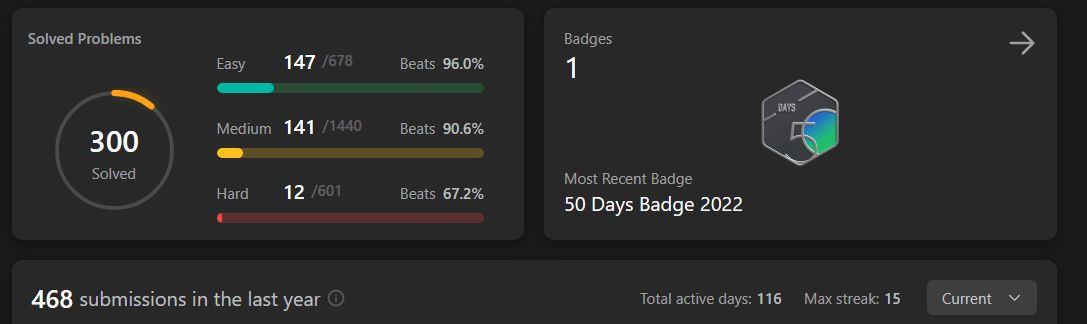 Solved Problems
300
Solved
Easy 147 /678 Beats 96.0%
Medium 141 /1440 Beats 90.6%
Hard 12 /601 Beats 67.2%
Badges
1
DAYS
50
Most Recent Badge
50 Days Badge 2022
468 submissions in the last year
Total active days: 116 Max streak: 15 Current